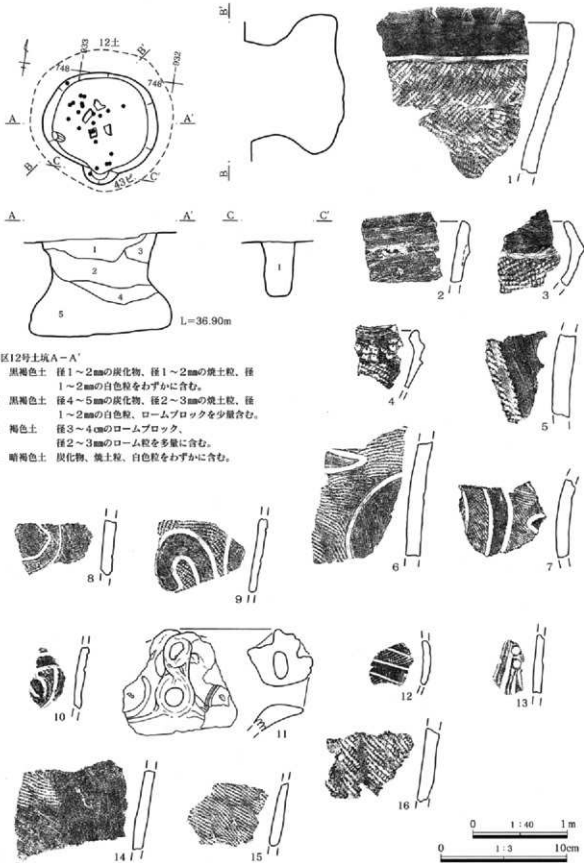 12土
B'
933
932
748
748
A
A'
B
C
C'
43ピ
B'
B
1
A
A'
C
C'
1
3
2
4
5
1
L=36.90m
2
3
4
5
区12号土坑A-A'
黒褐色土 径1~2㎜の炭化物、径1~2㎜の焼土粒、径
1~2㎜の白色粒をわずかに含む。
黒褐色土 径4~5㎜の炭化物、径2~3㎜の焼土粒、径
1~2㎜の白色粒、ロームブロックを少量含む。
褐色土 径3~4㎝のロームブロック、
径2~3㎜のローム粒を多量に含む。
暗褐色土 炭化物、焼土粒、白色粒をわずかに含む。
6
7
8
9
10
11
12
13
14
15
16
0 1:40 1m
0 1:3 10cm